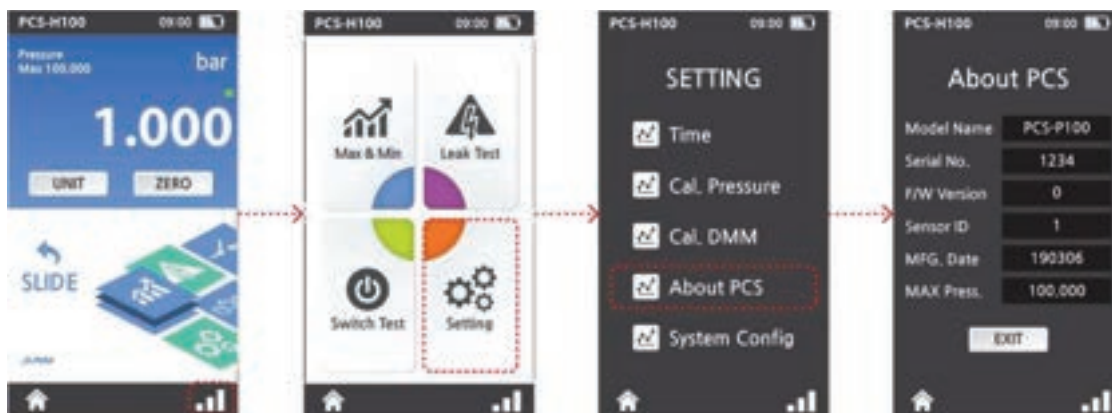 PCS-H100 09:00
Pressure
Max 100.000
bar
1.000
UNIT ZERO
SLIDE
PCS-H100 09:00
Max & Min Leak Test
Switch Test Setting
PCS-H100 09:00
SETTING
Time
Cal. Pressure
Cal. DMM
About PCS
System Config
PCS-H100 09:00
About PCS
Model Name PCS-P100
Serial No. 1234
F/W Version 0
Sensor ID 1
MFG. Date 190306
MAX Press. 100.000
EXIT